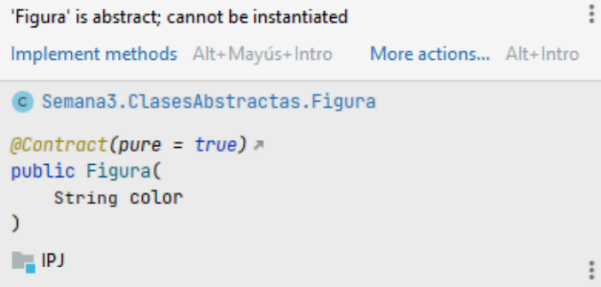 'Figura' is abstract; cannot be instantiated
Implement methods Alt+Mayús+Intro More actions... Alt+Intro
C Semana3.ClasesAbstractas.Figura
@Contract(pure = true)
public Figura(
    String color
)
IPJ